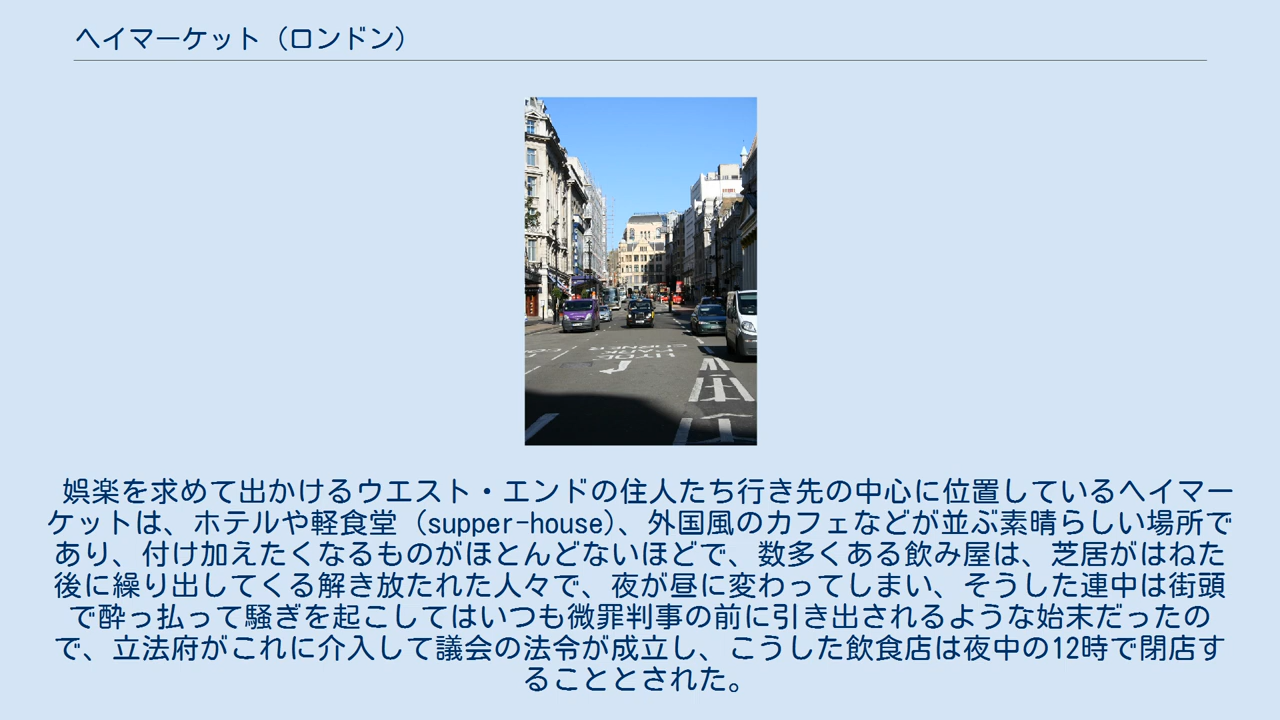 ヘイマーケット（ロンドン）
HYDE
PARK
CORNER
娯楽を求めて出かけるウエスト・エンドの住人たち行き先の中心に位置しているヘイマー
ケットは、ホテルや軽食堂（supper-house）、外国風のカフェなどが並ぶ素晴らしい場所で
あり、付け加えたくなるものがほとんどないほどで、数多くある飲み屋は、芝居がはねた
後に繰り出してくる解き放たれた人々で、夜が昼に変わってしまい、そうした連中は街頭
で酔っ払って騒ぎを起こしてはいつも微罪判事の前に引き出されるような始末だったの
で、立法府がこれに介入して議会の法令が成立し、こうした飲食店は夜中の12時で閉店す
ることとされた。